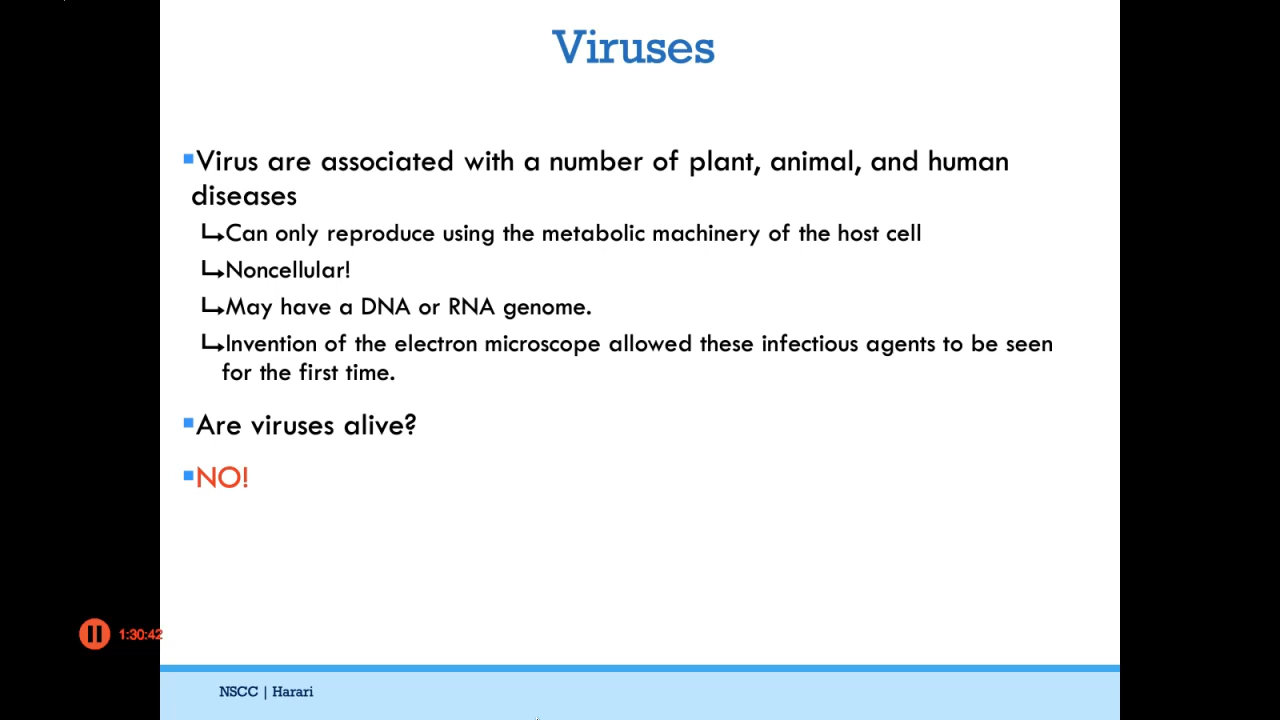 Viruses
▪Virus are associated with a number of plant, animal, and human
diseases
↳Can only reproduce using the metabolic machinery of the host cell
↳Noncellular!
↳May have a DNA or RNA genome.
↳Invention of the electron microscope allowed these infectious agents to be seen
for the first time.
▪Are viruses alive?
▪NO!
1:30:42
NSCC | Harari